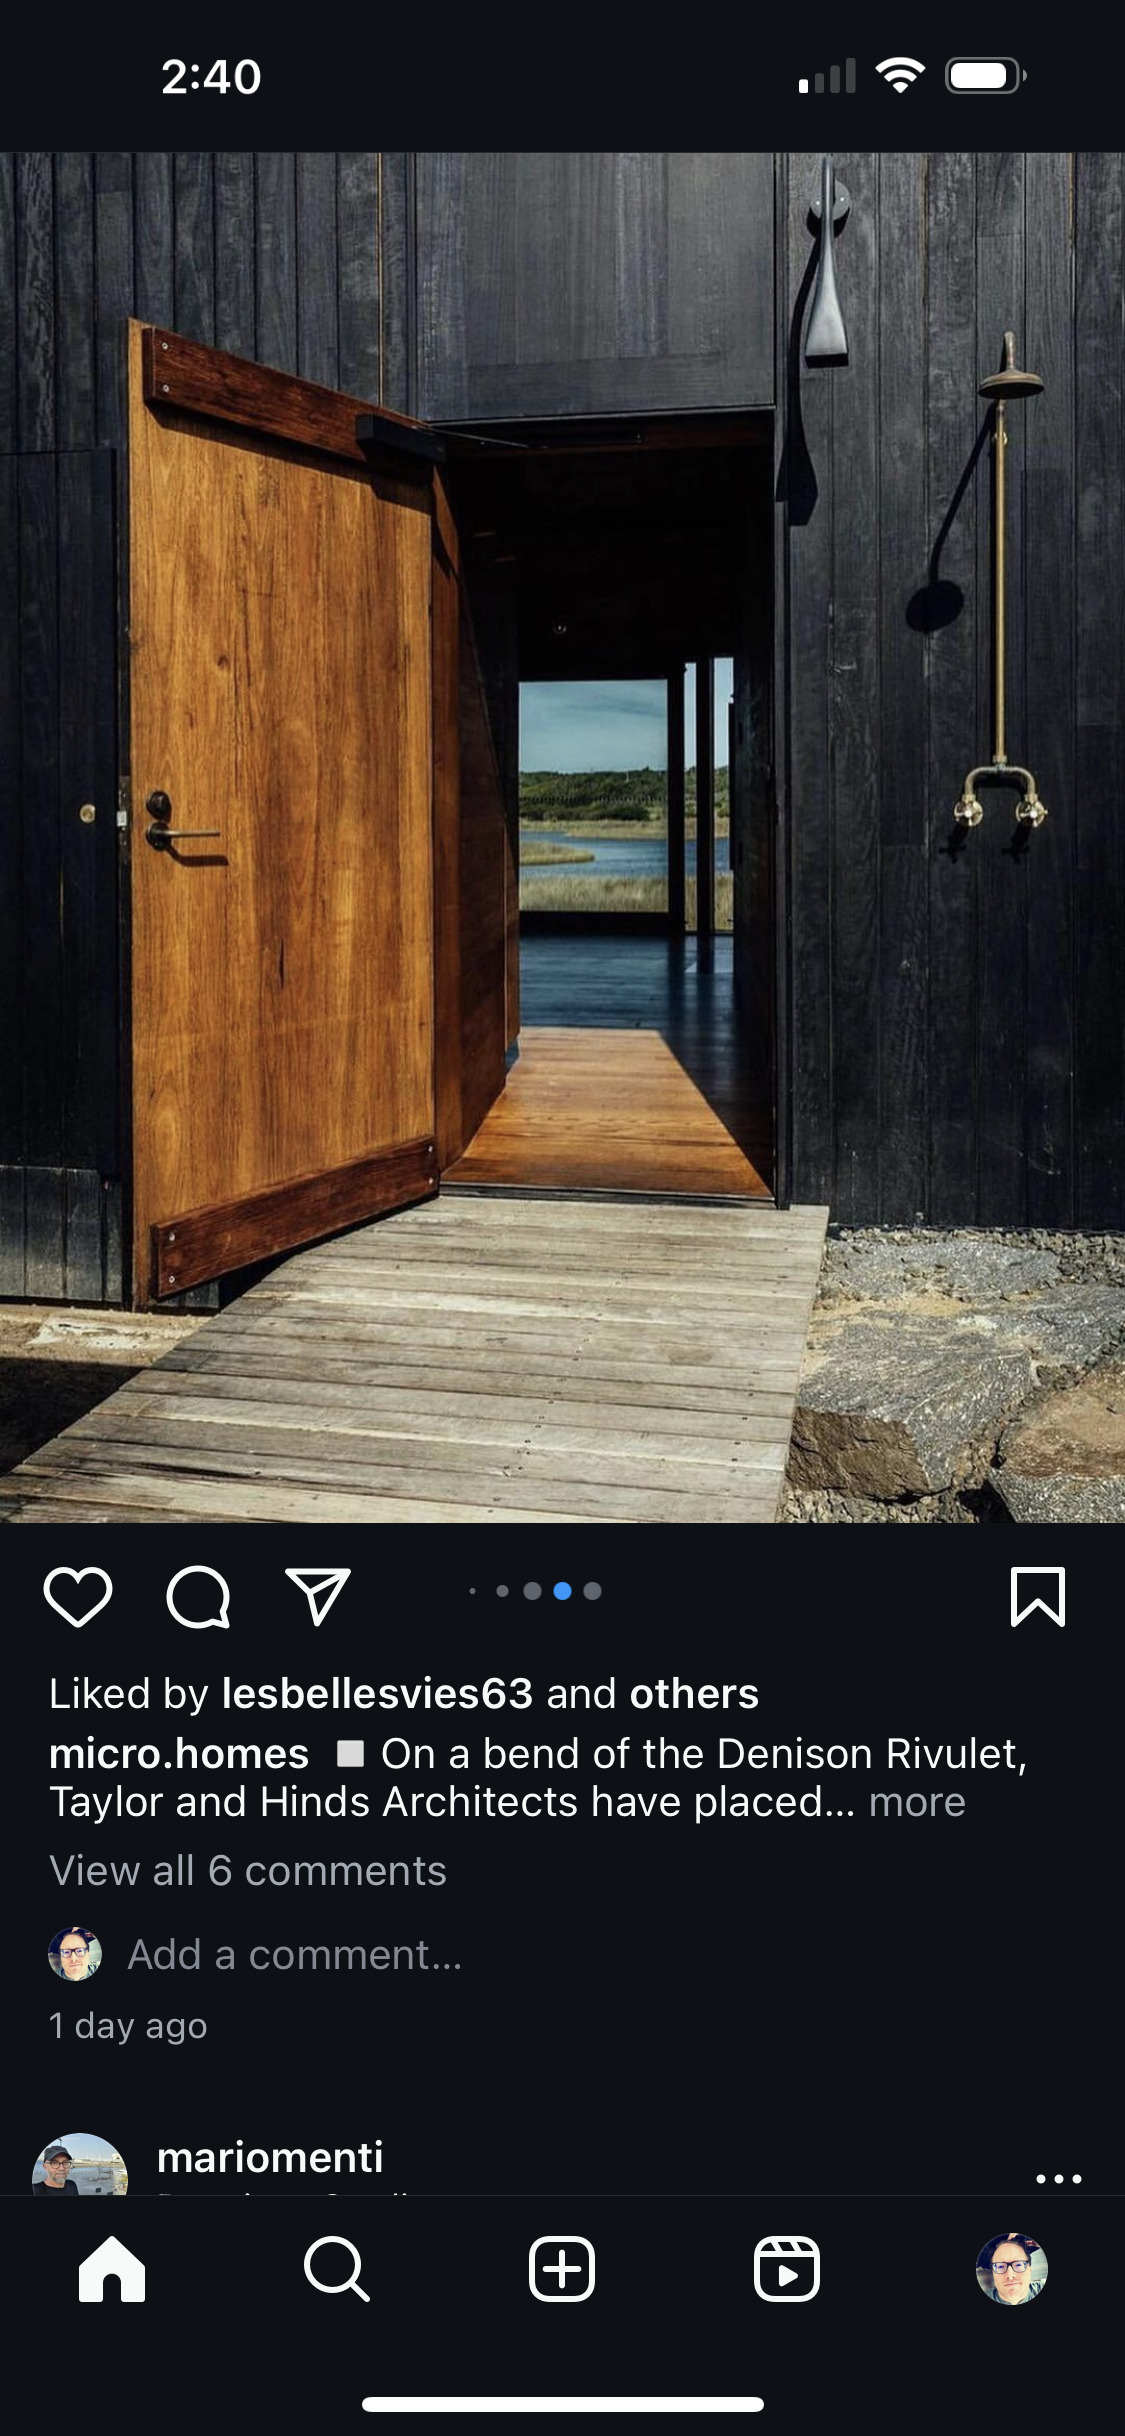 2:40
Liked by lesbellesvies63 and others
micro.homes ◻️ On a bend of the Denison Rivulet,
Taylor and Hinds Architects have placed... more
View all 6 comments
Add a comment...
1 day ago
mariomenti